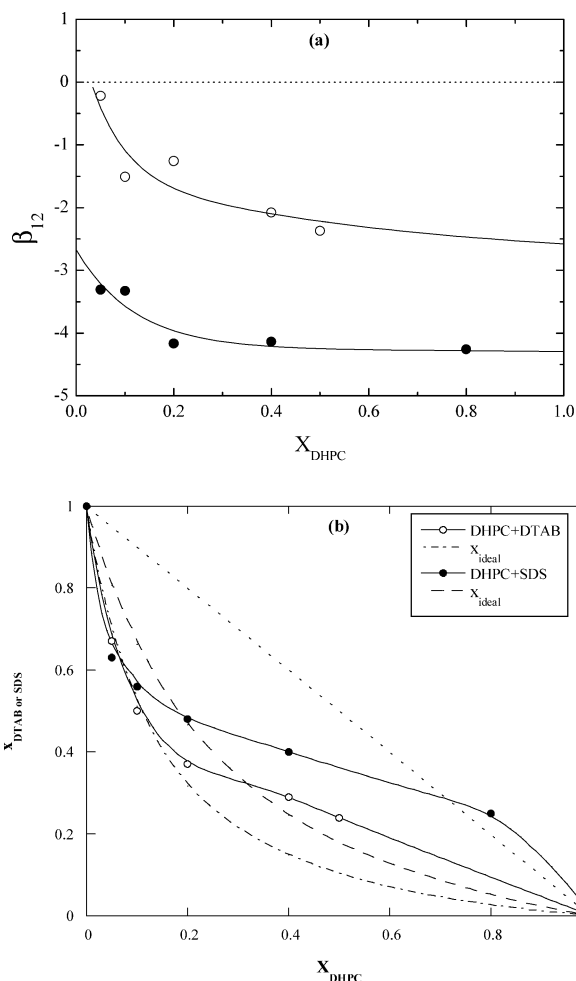 (a)
1
0
-1
-2
-3
-4
-5
β12
0.0 0.2 0.4 0.6 0.8 1.0
XDHPC
(b)
1
0.8
0.6
0.4
0.2
0
xDTAB or SDS
DHPC+DTAB
xideal
DHPC+SDS
xideal
0 0.2 0.4 0.6 0.8
XDHPC